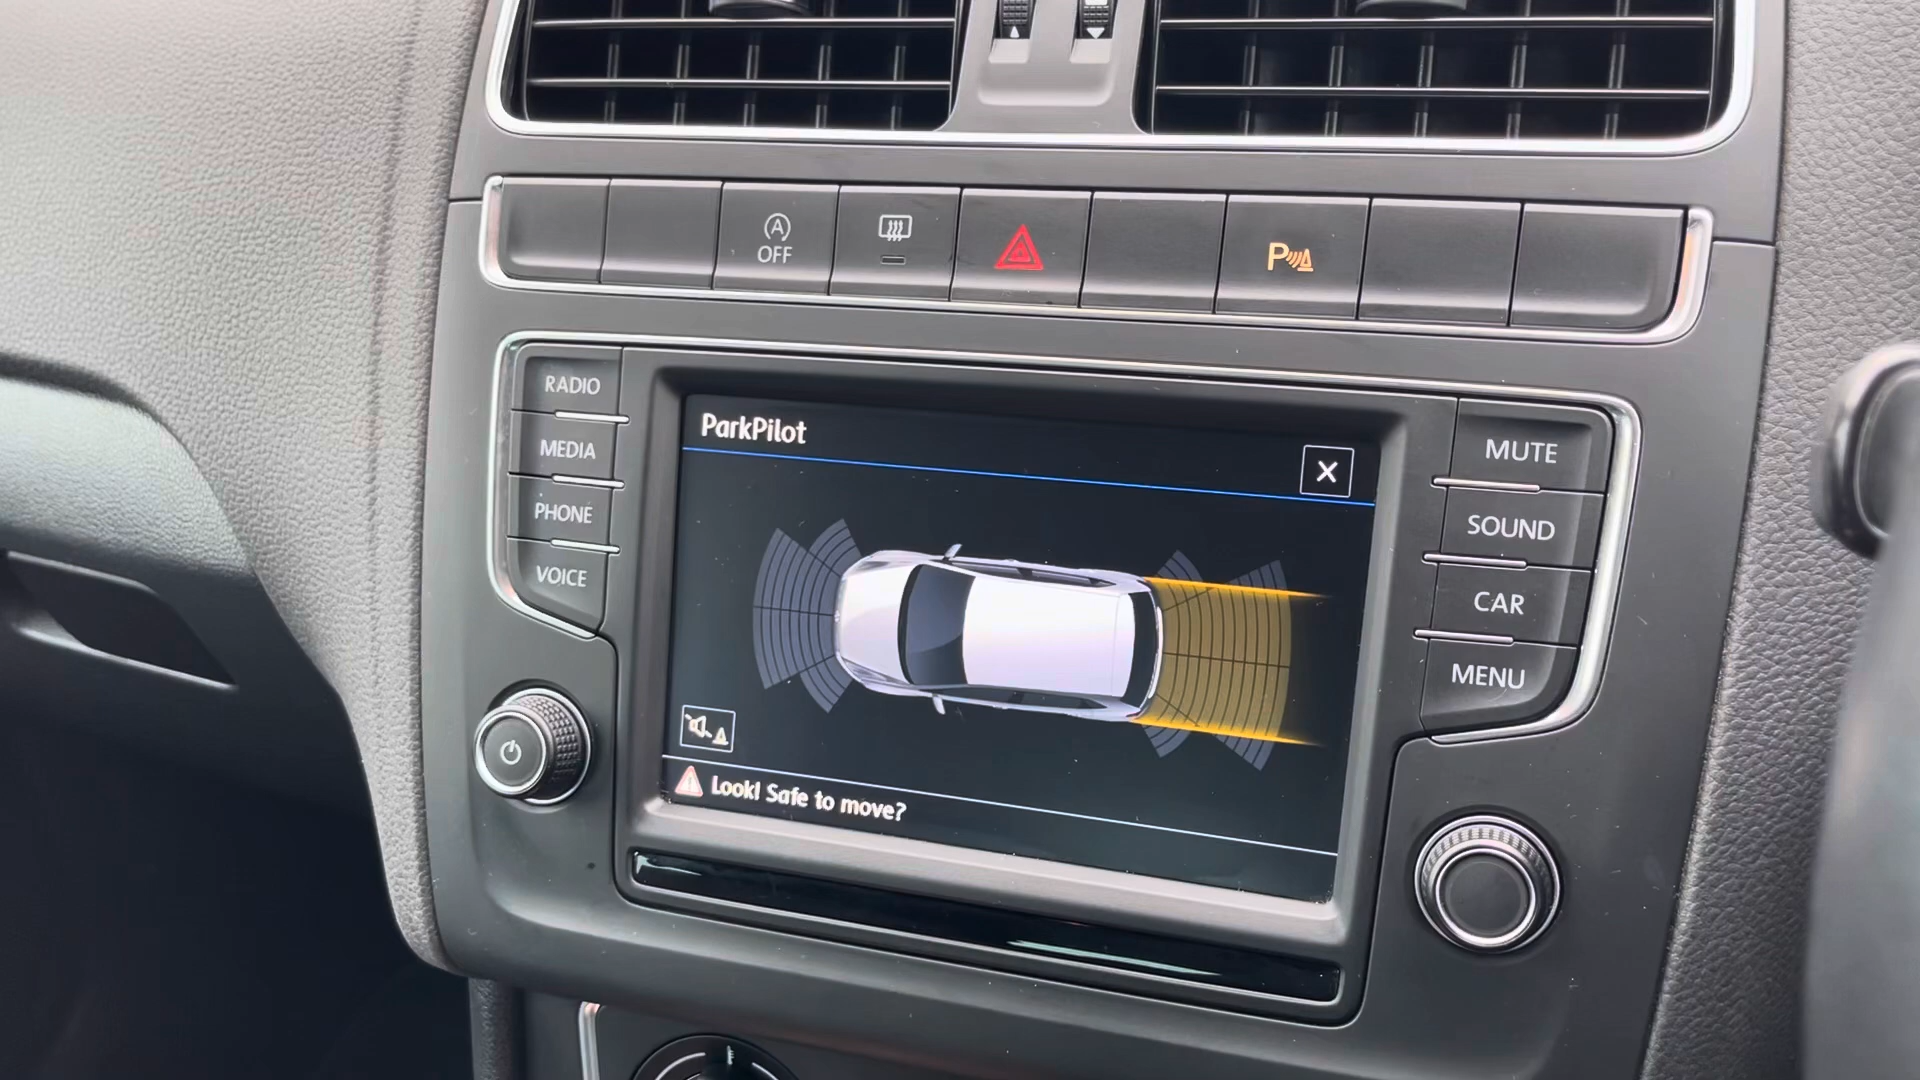 A
OFF
P
RADIO
MEDIA
PHONE
VOICE
ParkPilot
X
Look! Safe to move?
MUTE
SOUND
CAR
MENU